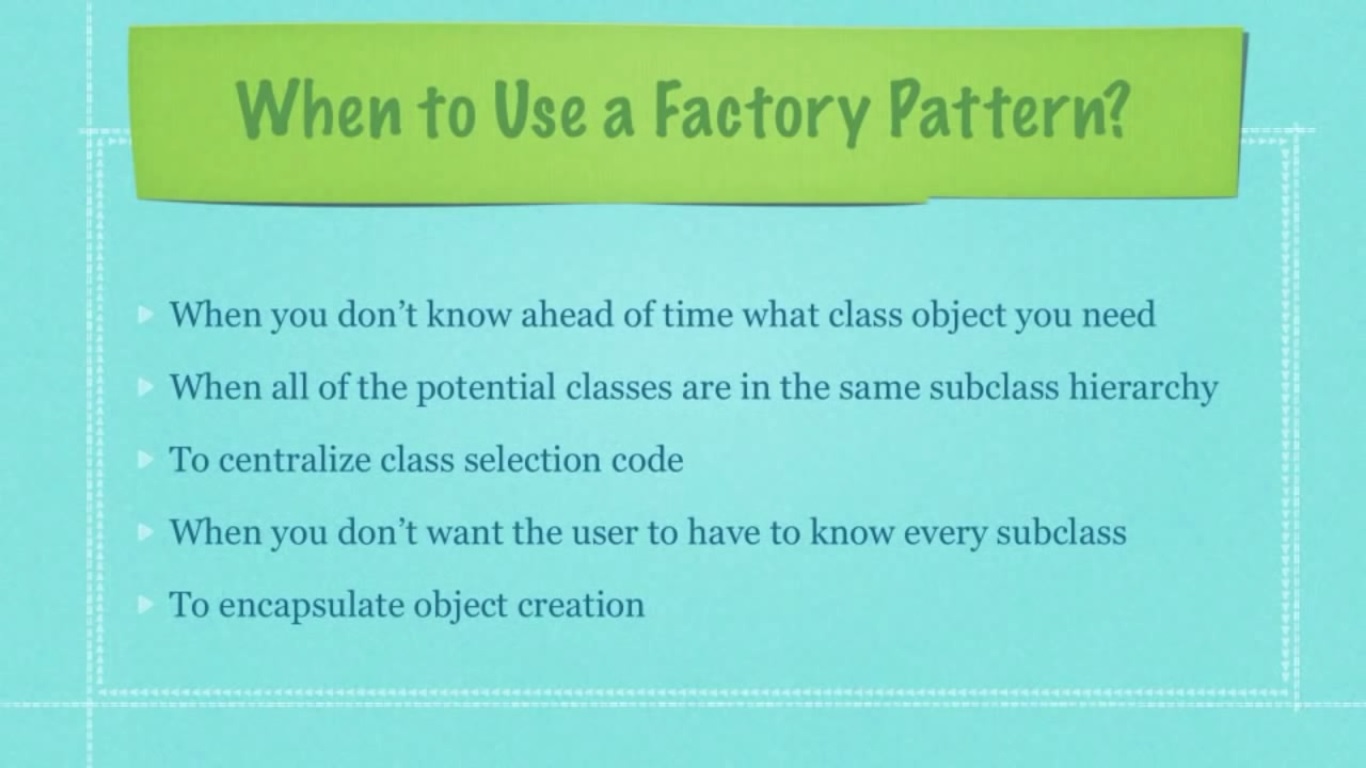 When to Use a Factory Pattern?
When you don’t know ahead of time what class object you need
When all of the potential classes are in the same subclass hierarchy
To centralize class selection code
When you don’t want the user to have to know every subclass
To encapsulate object creation